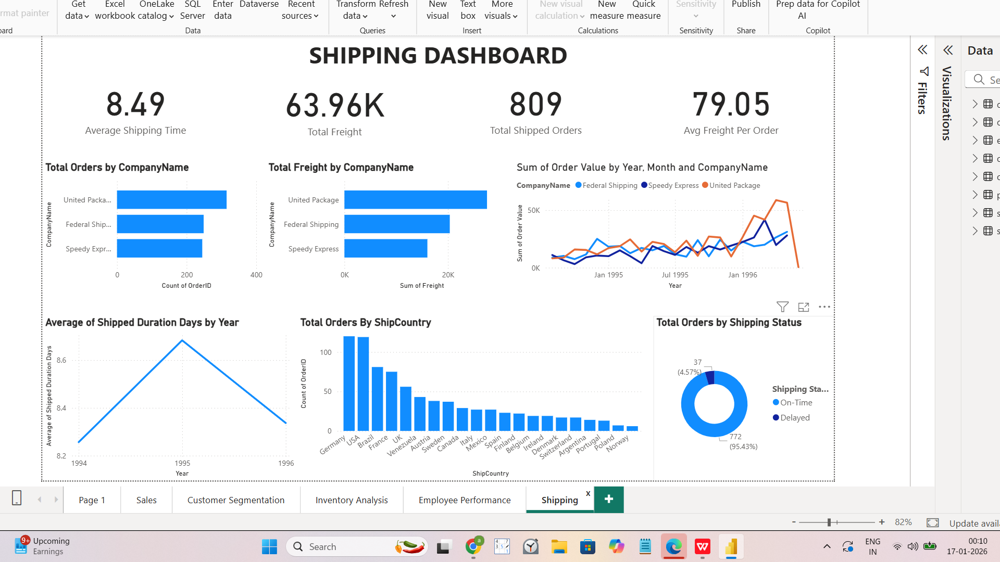 rmat painter
Get data
Excel workbook
OneLake catalog
SQL Server
Enter data
Dataverse
Recent sources
Transform data
Refresh
New visual
Text box
More visuals
New visual calculation
New measure
Quick measure
Sensitivity
Publish
Prep data for Copilot AI
ard
Data
Queries
Insert
Calculations
Sensitivity
Share
Copilot
SHIPPING DASHBOARD
8.49
Average Shipping Time
63.96K
Total Freight
809
Total Shipped Orders
79.05
Avg Freight Per Order
Total Orders by CompanyName
CompanyName
United Packa...
Federal Ship...
Speedy Expr...
0 200 400
Count of OrderID
Total Freight by CompanyName
CompanyName
United Package
Federal Shipping
Speedy Express
0K 20K
Sum of Freight
Sum of Order Value by Year, Month and CompanyName
CompanyName Federal Shipping Speedy Express United Package
Sum of Order Value
50K
0K
Jan 1995 Jul 1995 Jan 1996
Year
Average of Shipped Duration Days by Year
Average of Shipped Duration Days
8.6
8.4
8.2
1994 1995 1996
Year
Total Orders By ShipCountry
Count of OrderID
100
50
0
Germany USA Brazil France UK Venezuela Austria Sweden Canada Italy Mexico Spain Finland Belgium Ireland Denmark Switzerland Argentina Portugal Poland Norway
ShipCountry
Total Orders by Shipping Status
37
(4.57%)
772
(95.43%)
Shipping Sta...
On-Time
Delayed
Filters
Visualizations
Data
Se
c
c
e
c
c
p
s
s
Page 1
Sales
Customer Segmentation
Inventory Analysis
Employee Performance
Shipping
x
+
- + 82% Update avail
9+
Upcoming
Earnings
Search
a
ENG
IN
00:10
17-01-2026